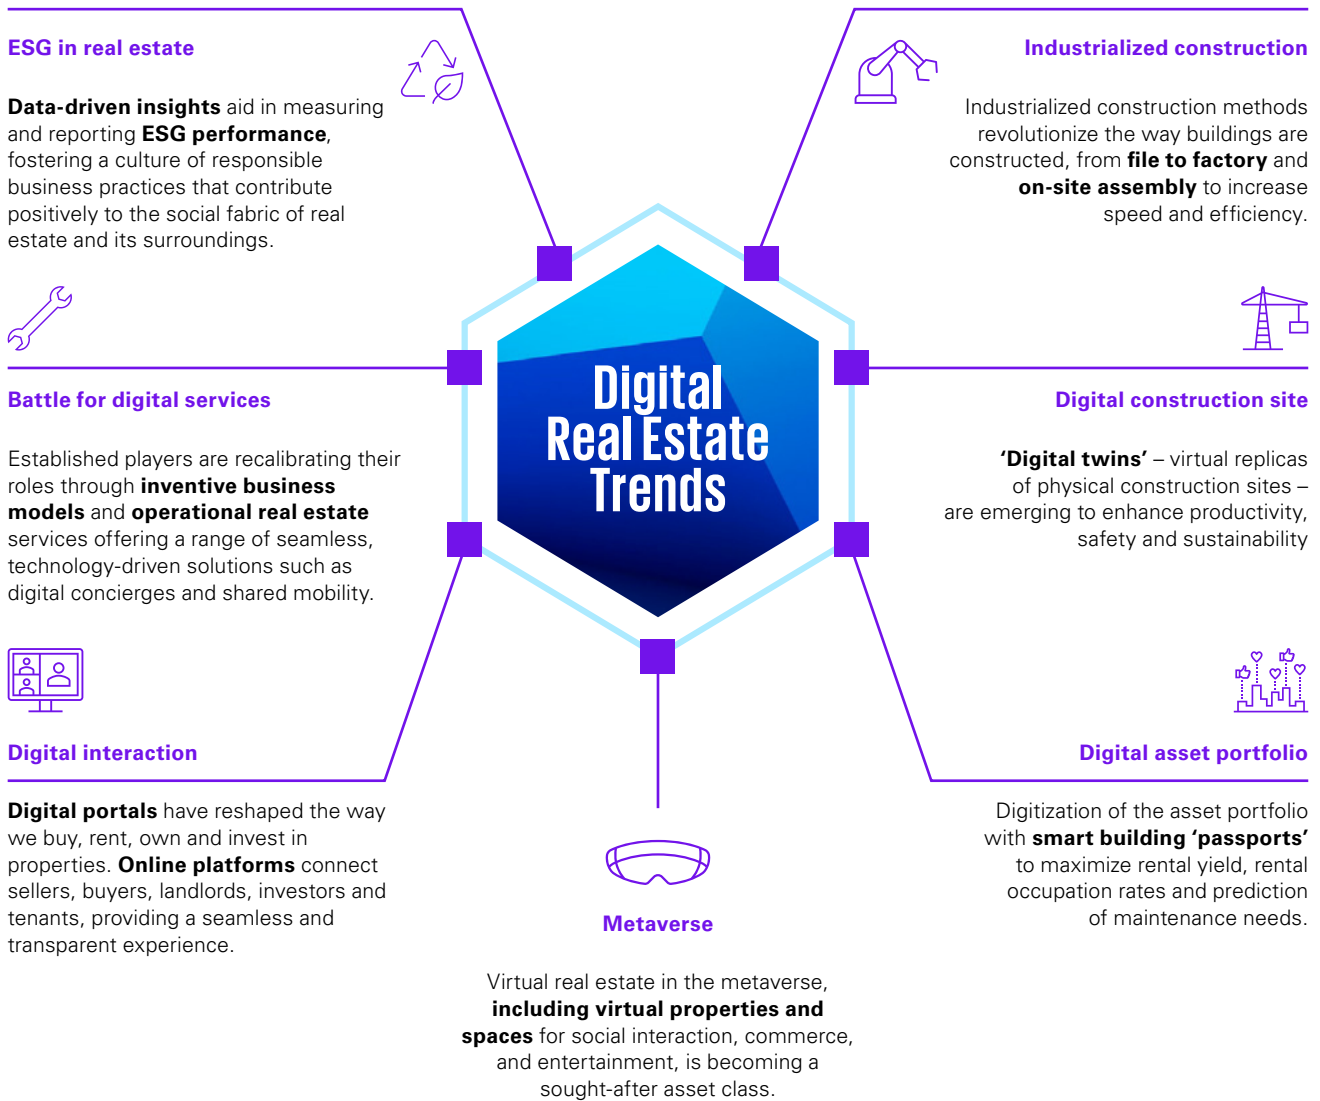 ESG in real estate
Data-driven insights aid in measuring
and reporting ESG performance,
fostering a culture of responsible
business practices that contribute
positively to the social fabric of real
estate and its surroundings.
Industrialized construction
Industrialized construction methods
revolutionize the way buildings are
constructed, from file to factory and
on-site assembly to increase
speed and efficiency.
Digital
Real Estate
Trends
Battle for digital services
Established players are recalibrating their
roles through inventive business
models and operational real estate
services offering a range of seamless,
technology-driven solutions such as
digital concierges and shared mobility.
Digital construction site
‘Digital twins’ – virtual replicas
of physical construction sites –
are emerging to enhance productivity,
safety and sustainability
Digital interaction
Digital portals have reshaped the way
we buy, rent, own and invest in
properties. Online platforms connect
sellers, buyers, landlords, investors and
tenants, providing a seamless and
transparent experience.
Digital asset portfolio
Digitization of the asset portfolio
with smart building ‘passports’
to maximize rental yield, rental
occupation rates and prediction
of maintenance needs.
Metaverse
Virtual real estate in the metaverse,
including virtual properties and
spaces for social interaction, commerce,
and entertainment, is becoming a
sought-after asset class.